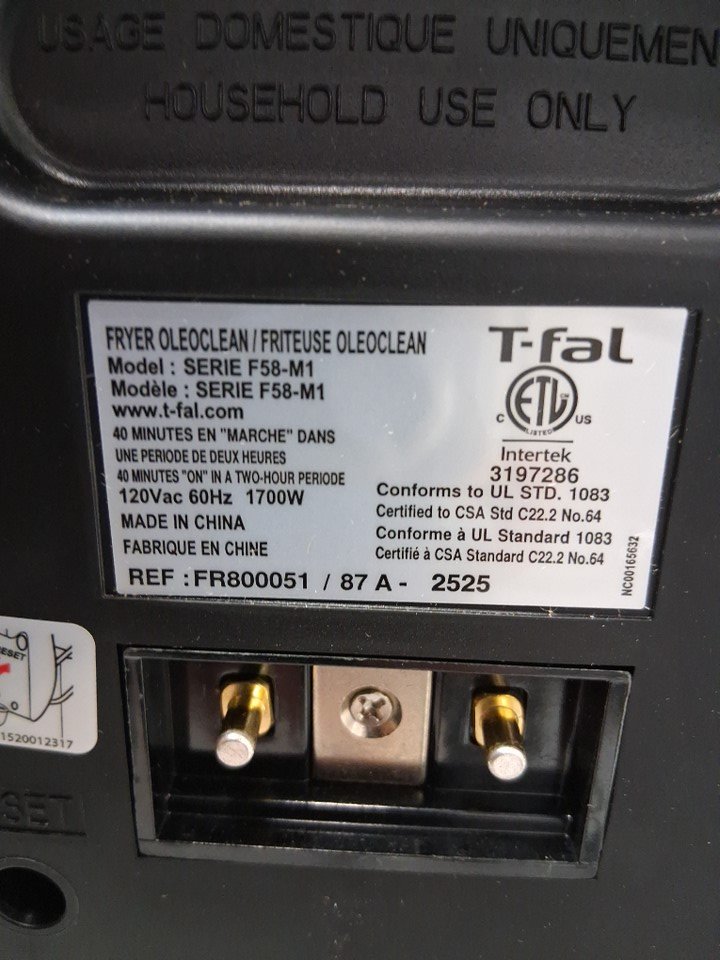 USAGE DOMESTIQUE UNIQUEMEN
HOUSEHOLD USE ONLY
FRYER OLEOCLEAN / FRITEUSE OLEOCLEAN
Model : SERIE F58-M1
Modèle : SERIE F58-M1
www.t-fal.com
40 MINUTES EN "MARCHE" DANS
UNE PERIODE DE DEUX HEURES
40 MINUTES "ON" IN A TWO-HOUR PERIODE
120Vac 60Hz 1700W
MADE IN CHINA
FABRIQUE EN CHINE
REF : FR800051 / 87 A - 2525
T-fal
ETL CM
LISTED
C US
Intertek
3197286
Conforms to UL STD. 1083
Certified to CSA Std C22.2 No.64
Conforme à UL Standard 1083
Certifié à CSA Standard C22.2 No.64
NC00165632
ESET
1520012317
SET